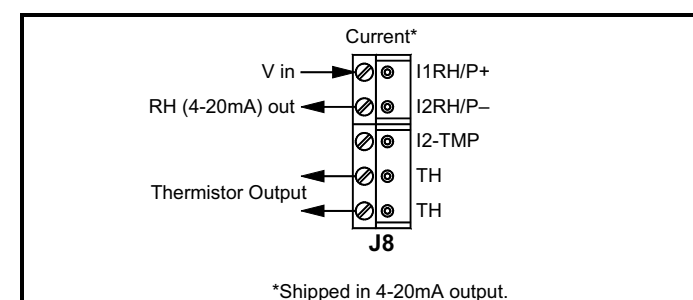 Current*
V in I1RH/P+
RH (4-20mA) out I2RH/P–
I2-TMP
TH
Thermistor Output
TH
J8
*Shipped in 4-20mA output.